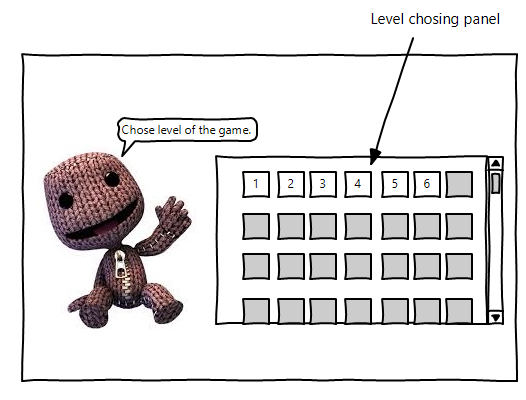 Level chosing panel
Chose level of the game.
1 2 3 4 5 6